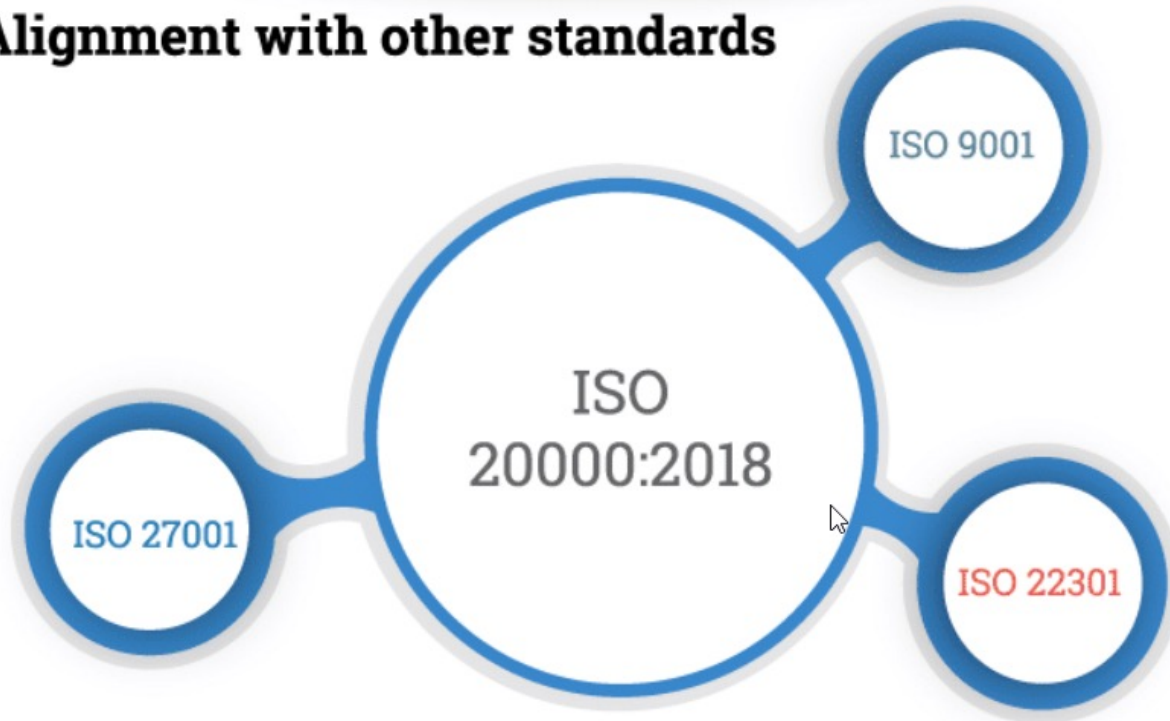 Alignment with other standards
ISO 9001
ISO
20000:2018
ISO 27001
ISO 22301